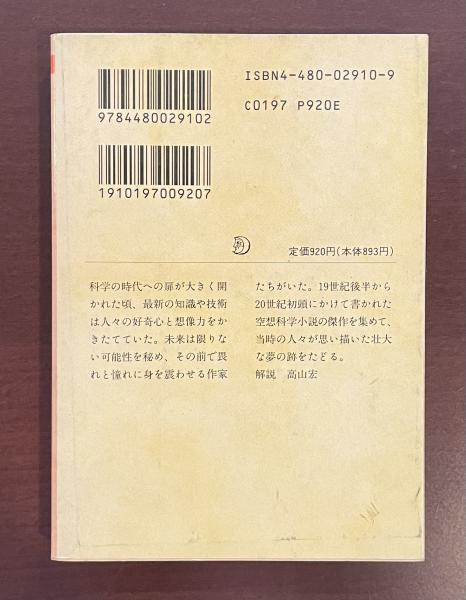 ISBN4-480-02910-9
9784480029102
C0197 P920E
1910197009207
定価920円(本体893円)
科学の時代への扉が大きく開
かれた頃、最新の知識や技術
は人々の好奇心と想像力をか
きたてていた。未来は限りな
い可能性を秘め、その前で畏
れと憧れに身を震わせる作家
たちがいた。19世紀後半から
20世紀初頭にかけて書かれた
空想科学小説の傑作を集めて、
当時の人々が思い描いた壮大
な夢の跡をたどる。
解説 高山宏